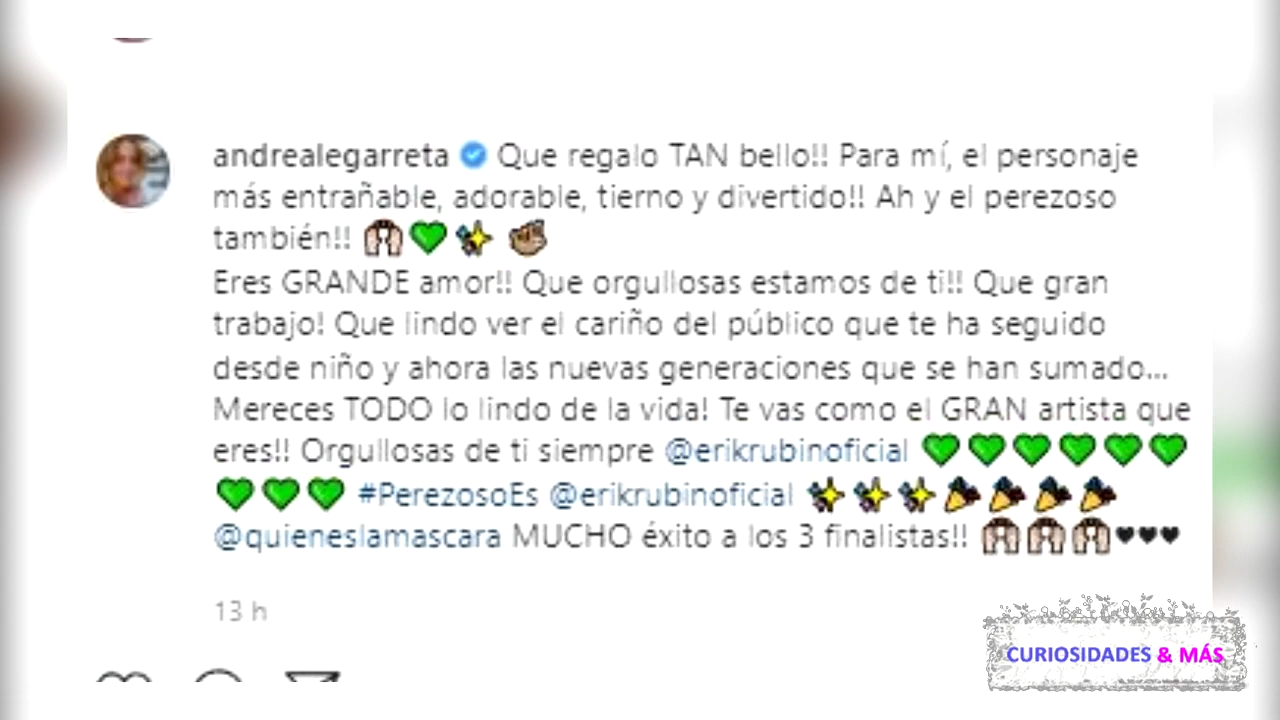 andrealegarreta Que regalo TAN bello!! Para mí, el personaje
más entrañable, adorable, tierno y divertido!! Ah y el perezoso
también!! 🙌🏻💚✨ 🦥
Eres GRANDE amor!! Que orgullosas estamos de ti!! Que gran
trabajo! Que lindo ver el cariño del público que te ha seguido
desde niño y ahora las nuevas generaciones que se han sumado...
Mereces TODO lo lindo de la vida! Te vas como el GRAN artista que
eres!! Orgullosas de ti siempre @erikrubinoficial 💚💚💚💚💚💚
💚💚💚 #PerezosoEs @erikrubinoficial ✨✨✨🎉🎉🎉🎉
@quieneslamascara MUCHO éxito a los 3 finalistas!! 🙌🏻🙌🏻🙌🏻🖤🖤🖤
13 h
CURIOSIDADES & MÁS